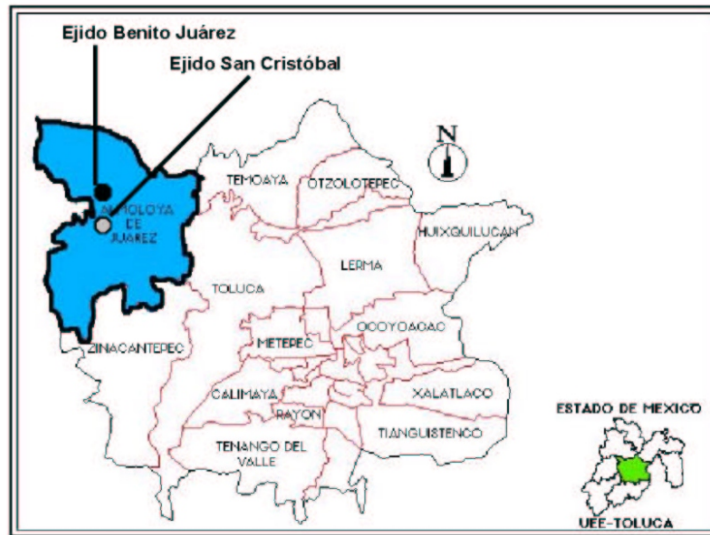 Ejido Benito Juárez
Ejido San Cristóbal
N
TEMOAYA
OTZOLOTEPEC
ALMOLOYA
DE
JUAREZ
HUIXQUILUCAN
LERMA
TOLUCA
OCOYOACAC
METEPEC
ZINACANTEPEC
CALIMAYA
XALATLACO
RAYON
TIANGUISTENCO
TENANGO DEL
VALLE
ESTADO DE MEXICO
UEE-TOLUCA